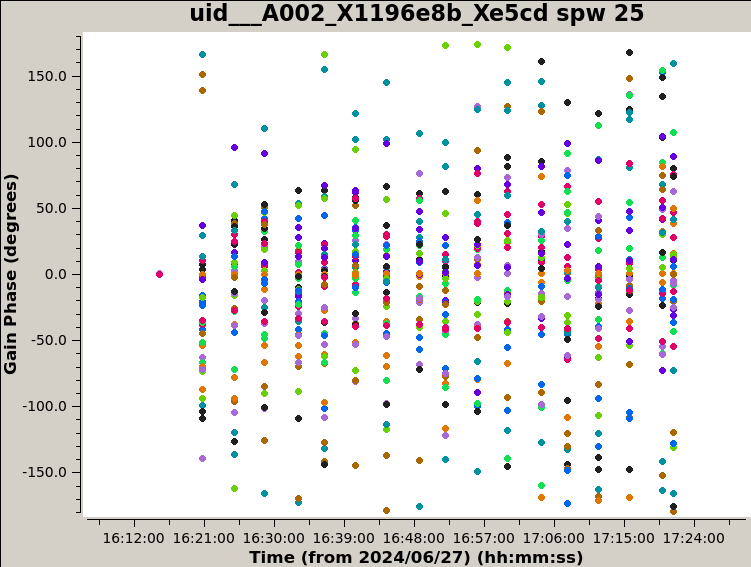 uid___A002_X1196e8b_Xe5cd spw 25
Gain Phase (degrees)
150.0
100.0
50.0
0.0
-50.0
-100.0
-150.0
16:12:00 16:21:00 16:30:00 16:39:00 16:48:00 16:57:00 17:06:00 17:15:00 17:24:00
Time (from 2024/06/27) (hh:mm:ss)